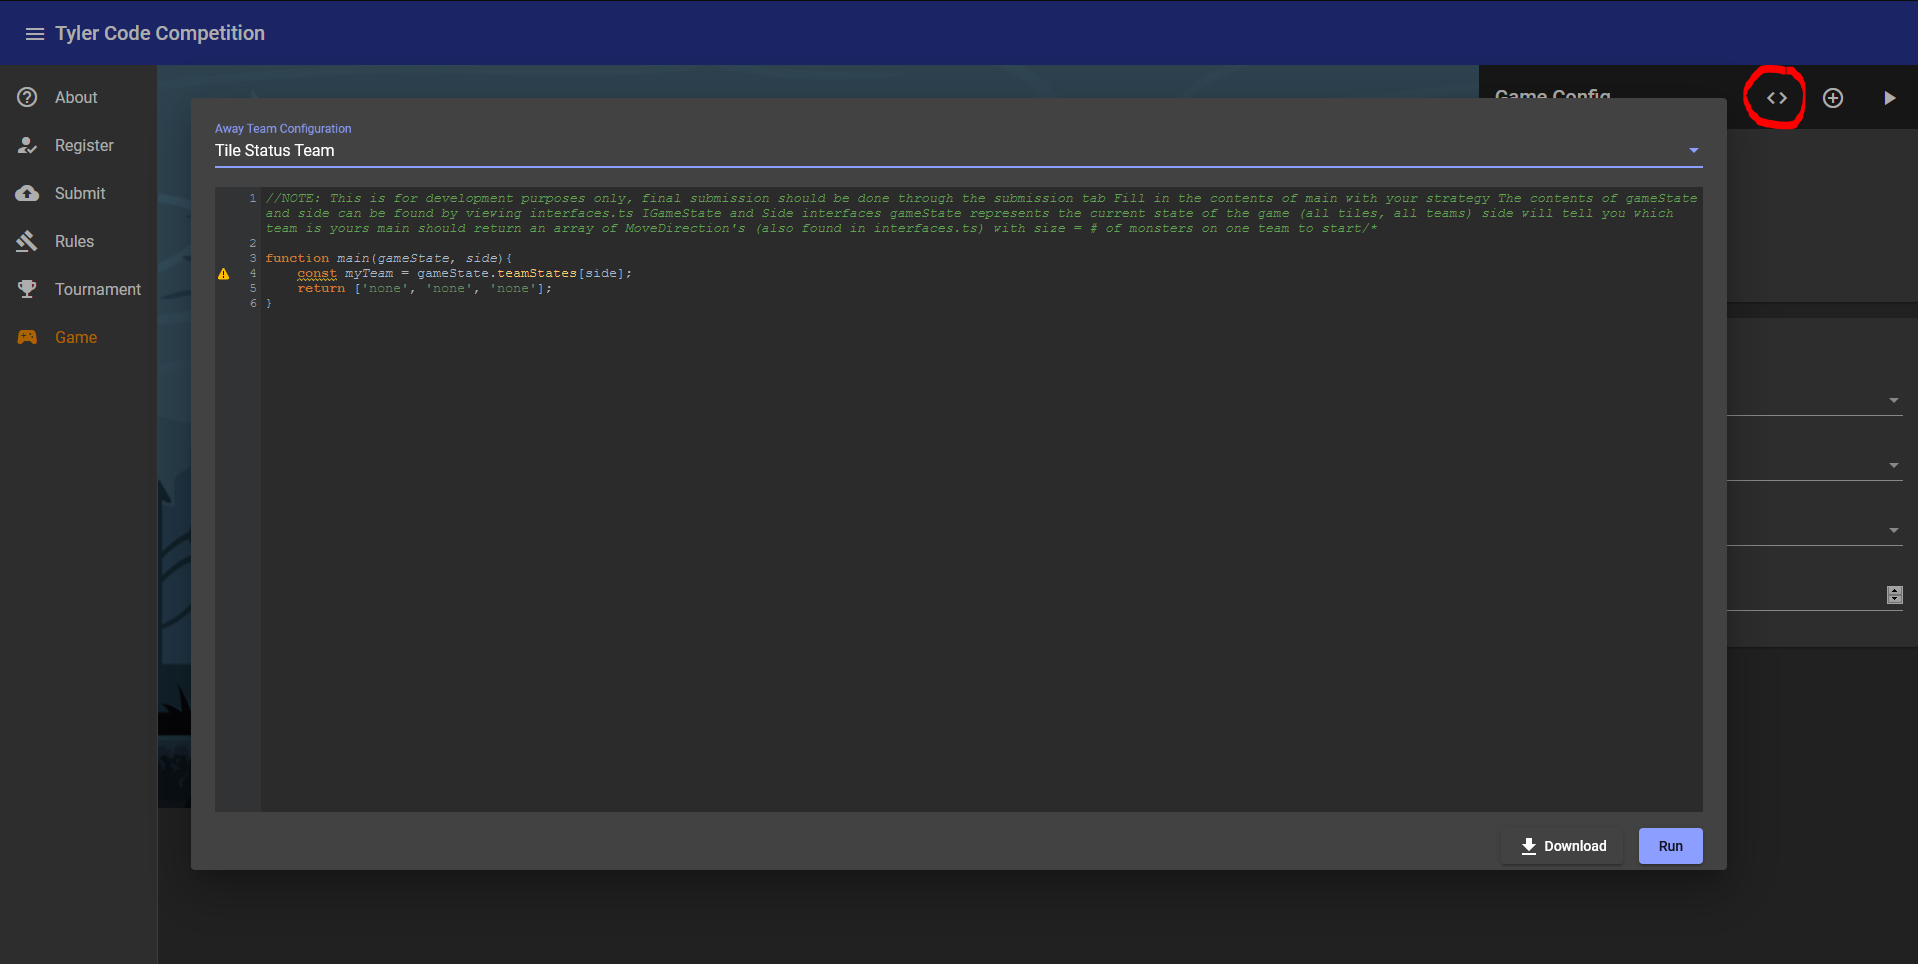 Tyler Code Competition
About
Register
Submit
Rules
Tournament
Game
Game Config
Away Team Configuration
Tile Status Team
1 //NOTE: This is for development purposes only, final submission should be done through the submission tab Fill in the contents of main with your strategy The contents of gameState
and side can be found by viewing interfaces.ts IGameState and Side interfaces gameState represents the current state of the game (all tiles, all teams) side will tell you which
team is yours main should return an array of MoveDirection's (also found in interfaces.ts) with size = # of monsters on one team to start/*
2
3 function main(gameState, side){
4 const myTeam = gameState.teamStates[side];
5 return ['none', 'none', 'none'];
6 }
Download
Run